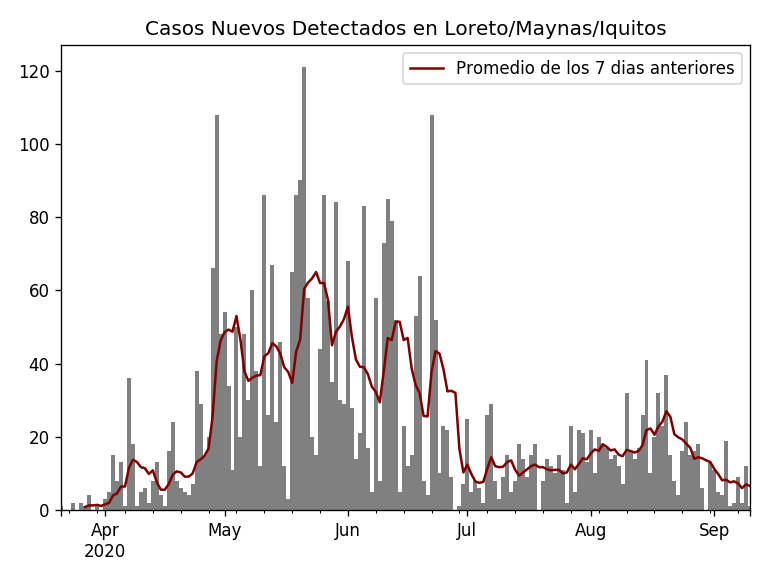 Casos Nuevos Detectados en Loreto/Maynas/Iquitos
Promedio de los 7 dias anteriores
120
100
80
60
40
20
0
Apr May Jun Jul Aug Sep
2020